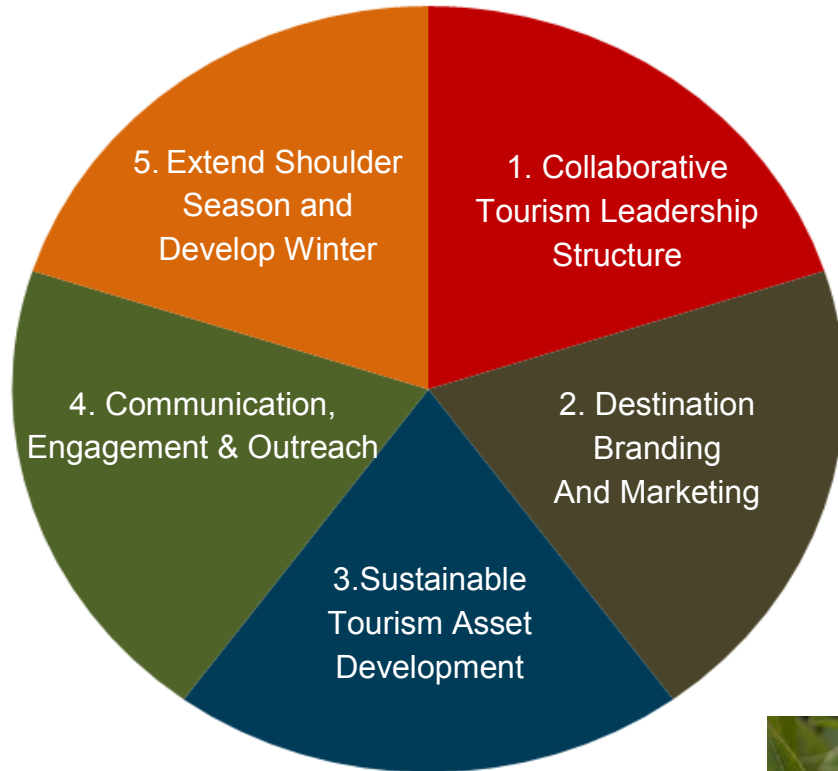 1. Collaborative
Tourism Leadership
Structure
2. Destination
Branding
And Marketing
3.Sustainable
Tourism Asset
Development
4. Communication,
Engagement & Outreach
5. Extend Shoulder
Season and
Develop Winter